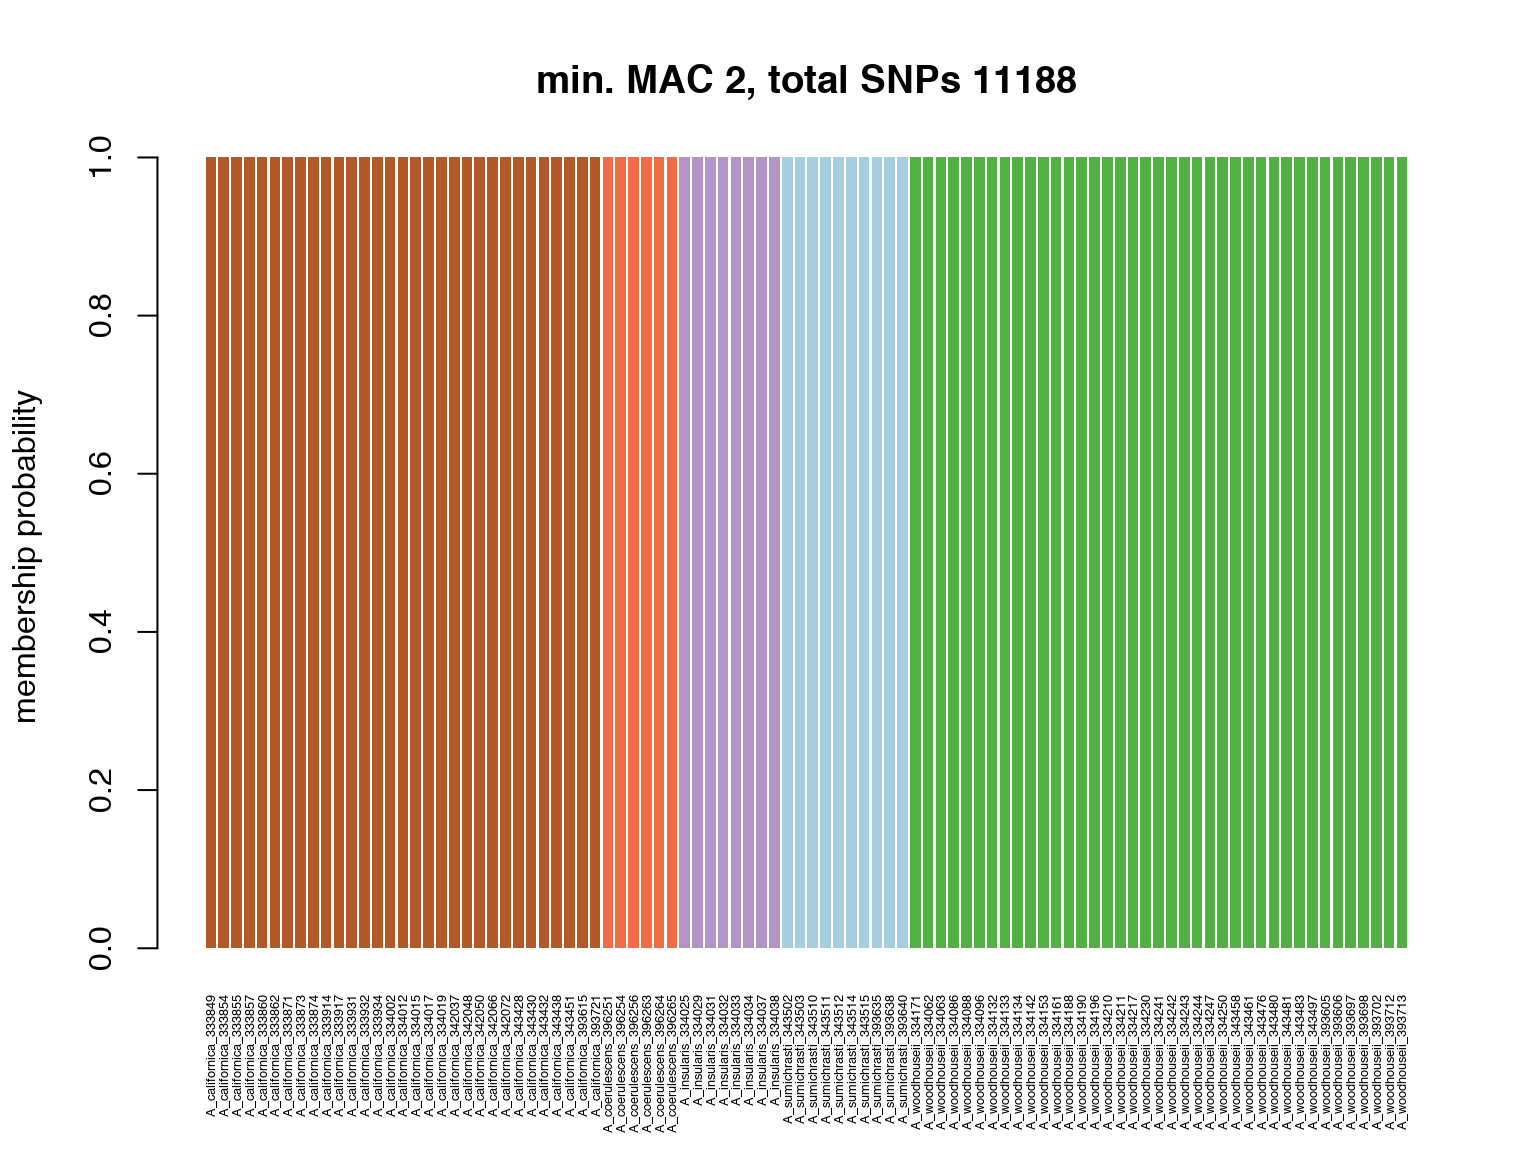 min. MAC 2, total SNPs 11188
membership probability
1.0
0.8
0.6
0.4
0.2
0.0
A_californica_333849
A_californica_333854
A_californica_333855
A_californica_333857
A_californica_333860
A_californica_333862
A_californica_333871
A_californica_333873
A_californica_333874
A_californica_333914
A_californica_333917
A_californica_333931
A_californica_333932
A_californica_333934
A_californica_334002
A_californica_334012
A_californica_334015
A_californica_334017
A_californica_334019
A_californica_342037
A_californica_342048
A_californica_342050
A_californica_342066
A_californica_342072
A_californica_343428
A_californica_343430
A_californica_343432
A_californica_343438
A_californica_343451
A_californica_393615
A_californica_393721
A_coerulescens_396251
A_coerulescens_396254
A_coerulescens_396256
A_coerulescens_396263
A_coerulescens_396264
A_coerulescens_396265
A_insularis_334025
A_insularis_334029
A_insularis_334031
A_insularis_334032
A_insularis_334033
A_insularis_334034
A_insularis_334037
A_insularis_334038
A_sumichrasti_343502
A_sumichrasti_343503
A_sumichrasti_343510
A_sumichrasti_343511
A_sumichrasti_343512
A_sumichrasti_343514
A_sumichrasti_343515
A_sumichrasti_393635
A_sumichrasti_393638
A_sumichrasti_393640
A_woodhouseii_334171
A_woodhouseii_334062
A_woodhouseii_334063
A_woodhouseii_334086
A_woodhouseii_334088
A_woodhouseii_334096
A_woodhouseii_334132
A_woodhouseii_334133
A_woodhouseii_334134
A_woodhouseii_334142
A_woodhouseii_334153
A_woodhouseii_334161
A_woodhouseii_334188
A_woodhouseii_334190
A_woodhouseii_334196
A_woodhouseii_334210
A_woodhouseii_334211
A_woodhouseii_334217
A_woodhouseii_334230
A_woodhouseii_334241
A_woodhouseii_334242
A_woodhouseii_334243
A_woodhouseii_334244
A_woodhouseii_334247
A_woodhouseii_334250
A_woodhouseii_343458
A_woodhouseii_343461
A_woodhouseii_343476
A_woodhouseii_343480
A_woodhouseii_343481
A_woodhouseii_343483
A_woodhouseii_343497
A_woodhouseii_393605
A_woodhouseii_393606
A_woodhouseii_393697
A_woodhouseii_393698
A_woodhouseii_393702
A_woodhouseii_393712
A_woodhouseii_393713